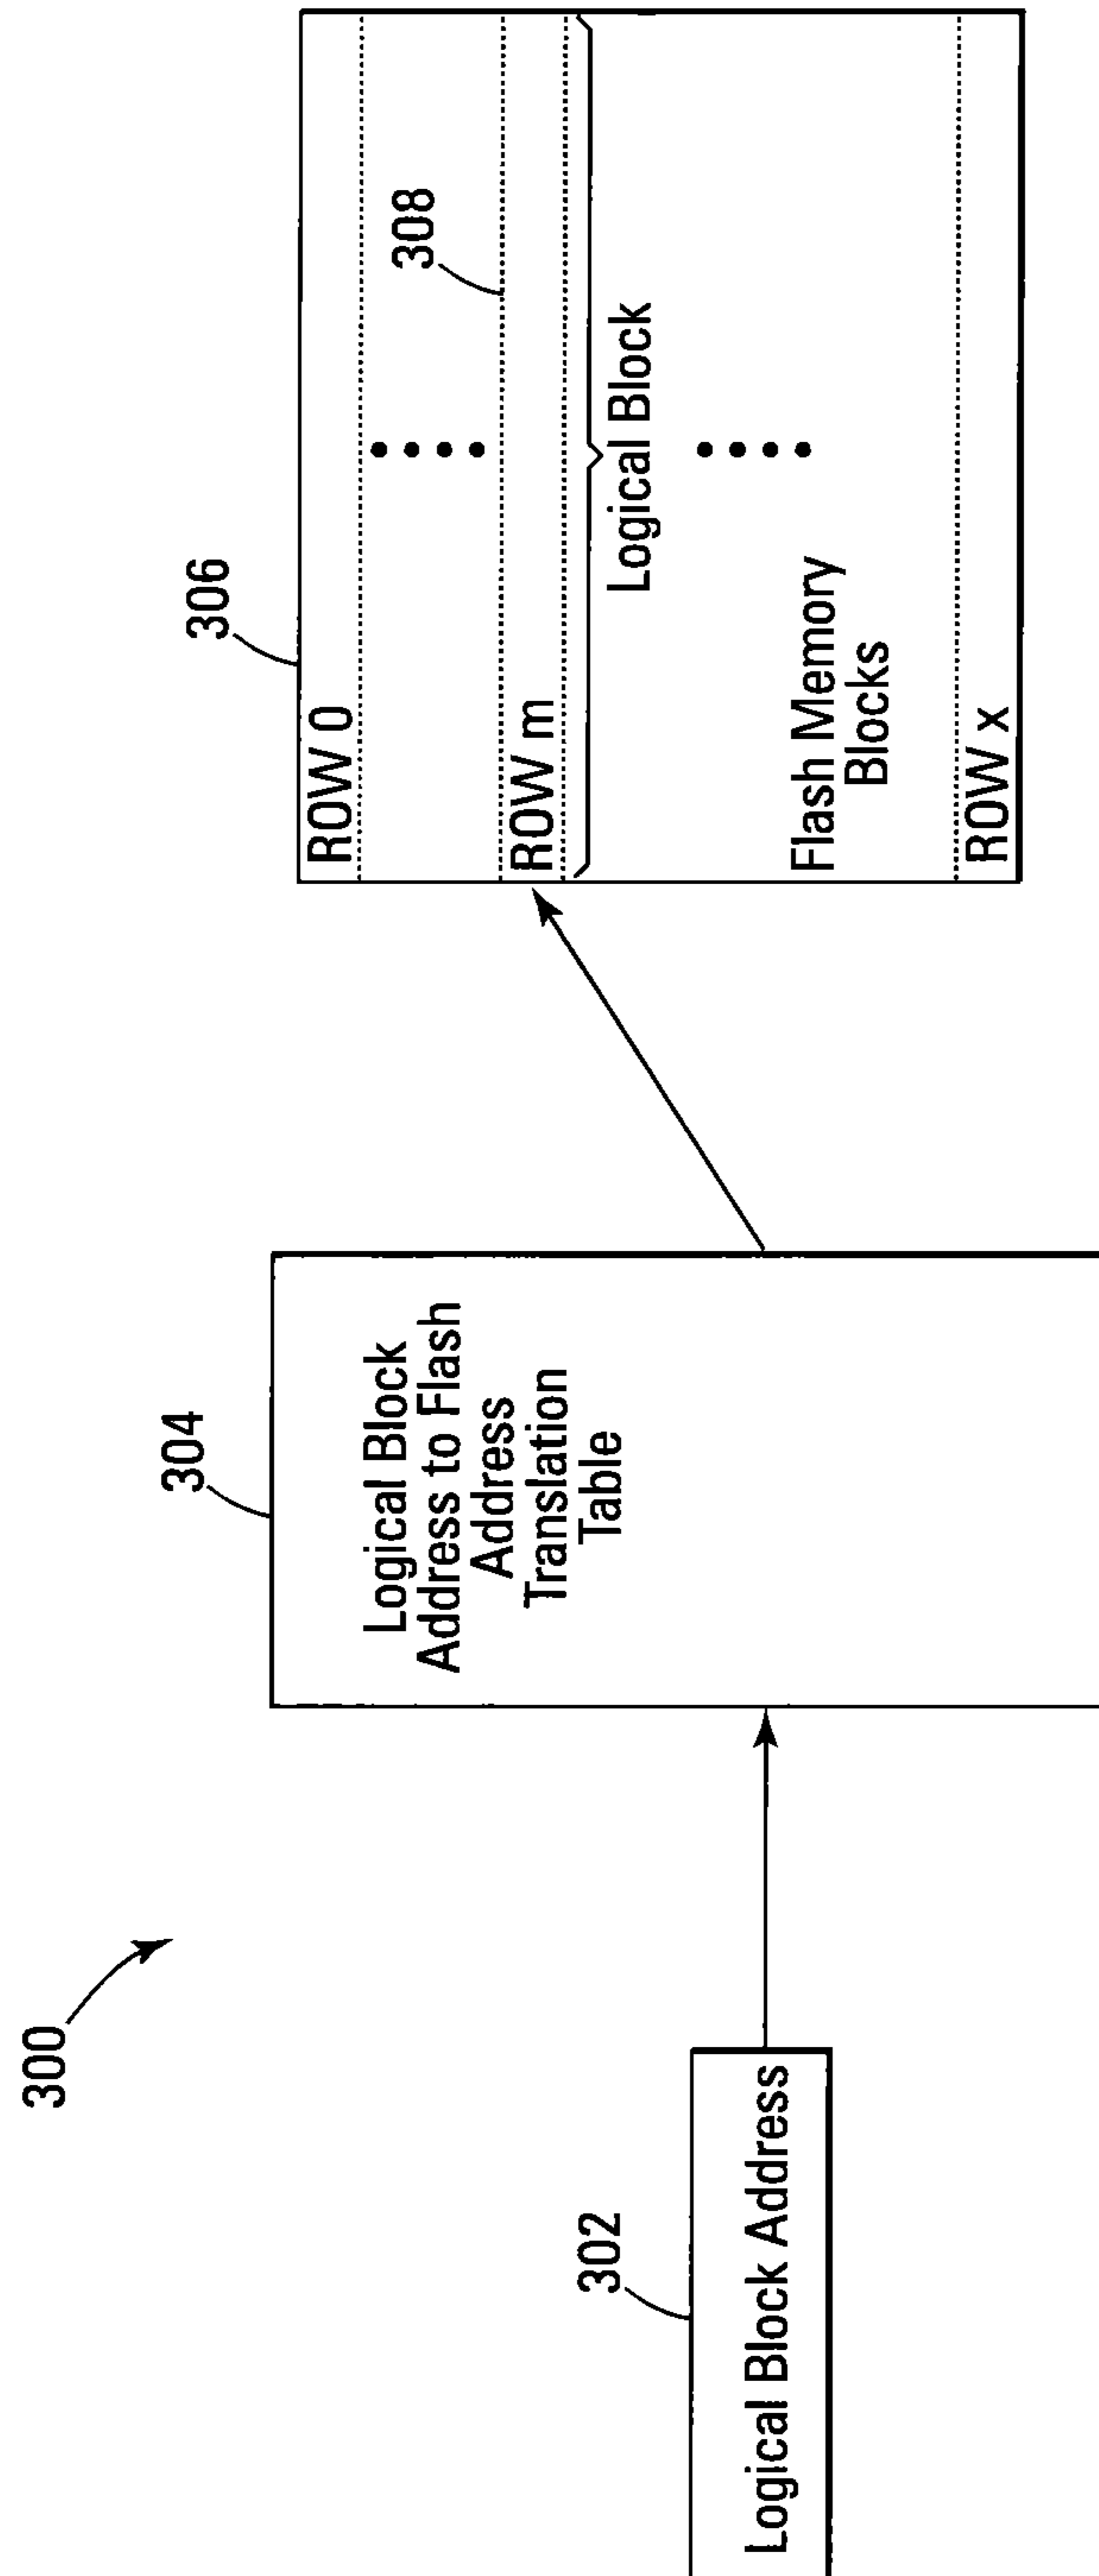 300
302
Logical Block Address
304
Logical Block
Address to Flash
Address
Translation
Table
306
ROW 0
308
ROW m
Logical Block
Flash Memory
Blocks
ROW x